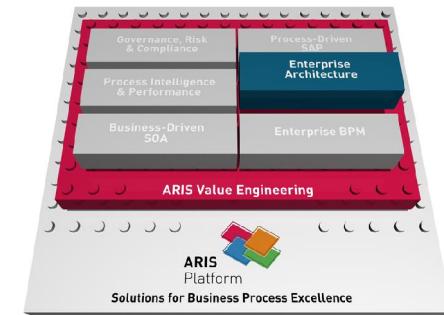 Governance, Risk
& Compliance
Process-Driven
SAP
Enterprise
Architecture
Process Intelligence
& Performance
Business-Driven
SOA
Enterprise BPM
ARIS Value Engineering
ARIS
Platform
Solutions for Business Process Excellence